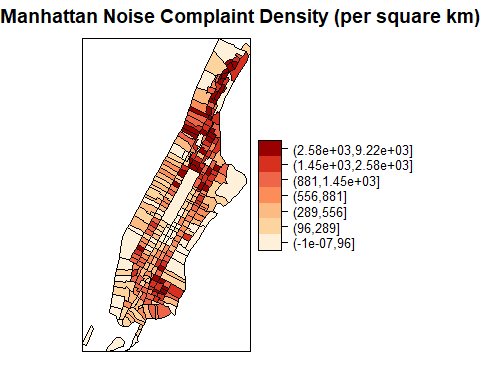 Manhattan Noise Complaint Density (per square km)
(2.58e+03,9.22e+03]
(1.45e+03,2.58e+03]
(881,1.45e+03]
(556,881]
(289,556]
(96,289]
(-1e-07,96]